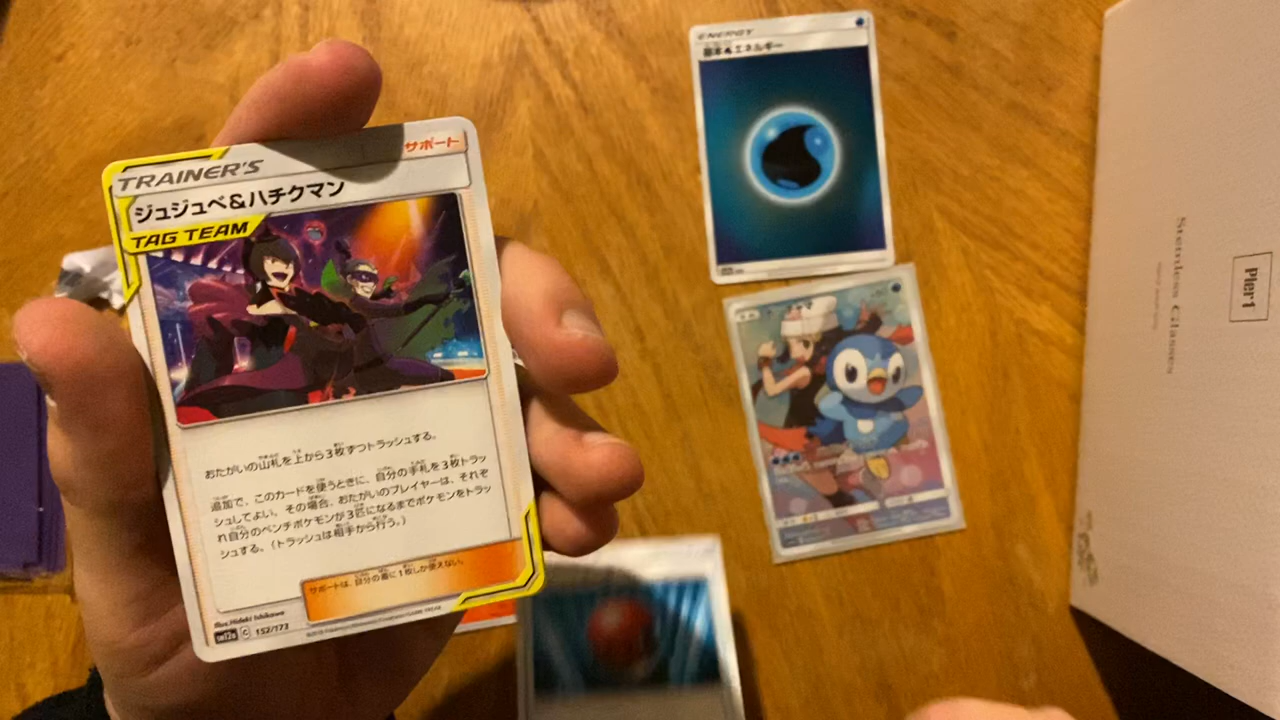 TRAINER'S
サポート
ジュジュベ&ハチクマン
TAG TEAM
おたがいの山札を上から3枚ずつトラッシュする。
追加で、このカードを使うときに、自分の手札を3枚トラッ
シュしてよい。その場合、おたがいのプレイヤーは、それぞ
れ自分のベンチポケモンが3匹になるまでポケモンをトラッ
シュする。（トラッシュは相手から行う。）
サポートは、自分の番に1枚しか使えない。
Illus.Hideki Ishikawa
sm12a C 152/173
ENERGY
基本 エネルギー
Pier1
Stemless Glasses